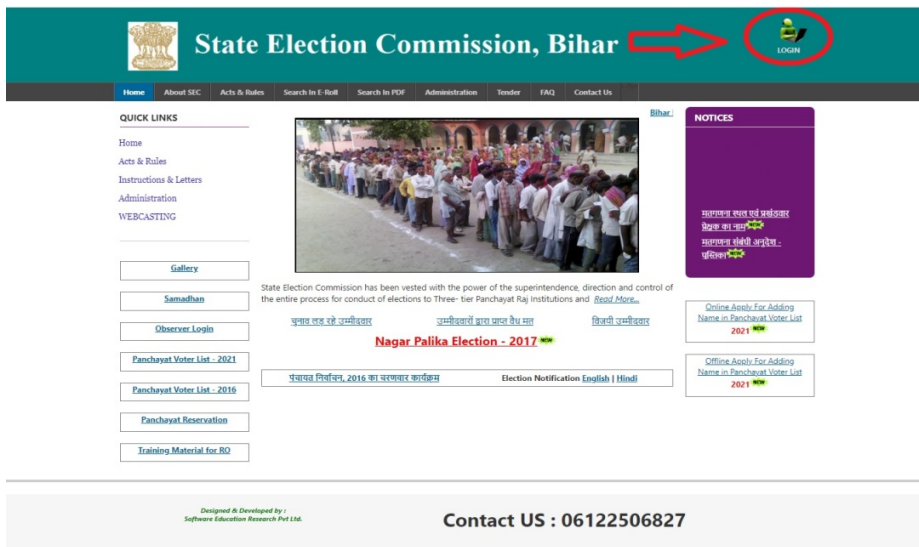 State Election Commission, Bihar
LOGIN
Home About SEC Acts & Rules Search In E-Roll Search In PDF Administration Tender FAQ Contact Us
QUICK LINKS
Home
Acts & Rules
Instructions & Letters
Administration
WEBCASTING
Gallery
Samadhan
Observer Login
Panchayat Voter List - 2021
Panchayat Voter List - 2016
Panchayat Reservation
Training Material for RO
Bihar
State Election Commission has been vested with the power of the superintendence, direction and control of
the entire process for conduct of elections to Three- tier Panchayat Raj Institutions and Read More...
चुनाव लड़ रहे उम्मीदवार उम्मीदवारों द्वारा प्राप्त वैध मत विजयी उम्मीदवार
Nagar Palika Election - 2017 NEW
पंचायत निर्वाचन, 2016 का चरणवार कार्यक्रम Election Notification English | Hindi
NOTICES
मतगणना स्थल एवं प्रखंडवार
प्रेक्षक का नाम NEW
मतगणना संबंधी अनुदेश -
पुस्तिका NEW
Online Apply For Adding
Name in Panchayat Voter List
2021 NEW
Offline Apply For Adding
Name in Panchayat Voter List
2021 NEW
Designed & Developed by :
Software Education Research Pvt Ltd.
Contact US : 06122506827